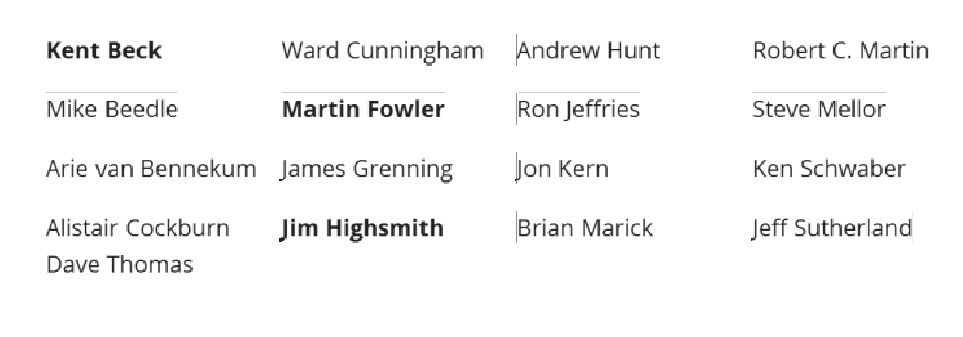 Kent Beck Ward Cunningham Andrew Hunt Robert C. Martin
Mike Beedle Martin Fowler Ron Jeffries Steve Mellor
Arie van Bennekum James Grenning Jon Kern Ken Schwaber
Alistair Cockburn Jim Highsmith Brian Marick Jeff Sutherland
Dave Thomas